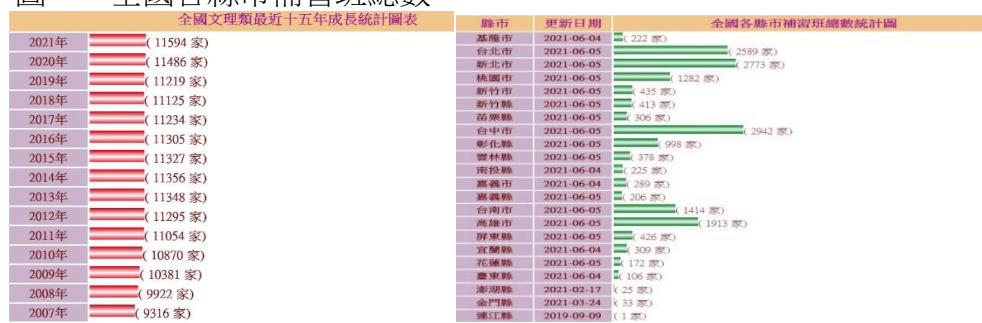 全國各縣市補習班總數
全國文理類最近十五年成長統計圖表
2021年 ( 11594 家)
2020年 ( 11486 家)
2019年 ( 11219 家)
2018年 ( 11125 家)
2017年 ( 11234 家)
2016年 ( 11305 家)
2015年 ( 11327 家)
2014年 ( 11356 家)
2013年 ( 11348 家)
2012年 ( 11295 家)
2011年 ( 11054 家)
2010年 ( 10870 家)
2009年 ( 10381 家)
2008年 ( 9922 家)
2007年 ( 9316 家)
縣市 更新日期 全國各縣市補習班總數統計圖
基隆市 2021-06-04 ( 222 家)
台北市 2021-06-05 ( 2589 家)
新北市 2021-06-05 ( 2773 家)
桃園市 2021-06-05 ( 1282 家)
新竹市 2021-06-05 ( 435 家)
新竹縣 2021-06-05 ( 413 家)
苗栗縣 2021-06-05 ( 306 家)
台中市 2021-06-05 ( 2942 家)
彰化縣 2021-06-05 ( 998 家)
雲林縣 2021-06-05 ( 378 家)
南投縣 2021-06-04 ( 225 家)
嘉義市 2021-06-04 ( 289 家)
嘉義縣 2021-06-05 ( 206 家)
台南市 2021-06-05 ( 1414 家)
高雄市 2021-06-05 ( 1913 家)
屏東縣 2021-06-05 ( 426 家)
宜蘭縣 2021-06-04 ( 309 家)
花蓮縣 2021-06-05 ( 172 家)
臺東縣 2021-06-04 ( 106 家)
澎湖縣 2021-02-17 ( 25 家)
金門縣 2021-03-24 ( 33 家)
連江縣 2019-09-09 ( 1 家)